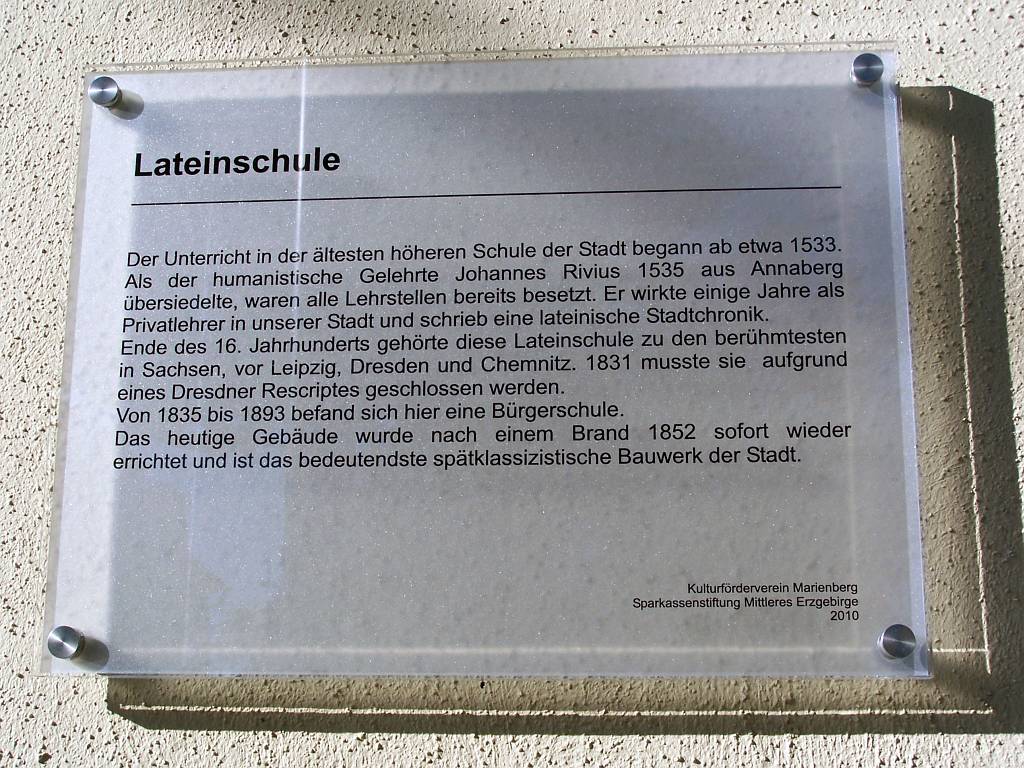 Lateinschule
Der Unterricht in der ältesten höheren Schule der Stadt begann ab etwa 1533.
Als der humanistische Gelehrte Johannes Rivius 1535 aus Annaberg
übersiedelte, waren alle Lehrstellen bereits besetzt. Er wirkte einige Jahre als
Privatlehrer in unserer Stadt und schrieb eine lateinische Stadtchronik.
Ende des 16. Jahrhunderts gehörte diese Lateinschule zu den berühmtesten
in Sachsen, vor Leipzig, Dresden und Chemnitz. 1831 musste sie aufgrund
eines Dresdner Rescriptes geschlossen werden.
Von 1835 bis 1893 befand sich hier eine Bürgerschule.
Das heutige Gebäude wurde nach einem Brand 1852 sofort wieder
errichtet und ist das bedeutendste spätklassizistische Bauwerk der Stadt.
Kulturförderverein Marienberg
Sparkassenstiftung Mittleres Erzgebirge
2010